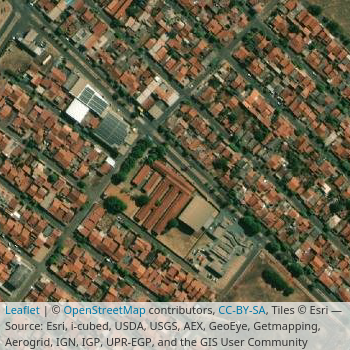 Leaflet | © OpenStreetMap contributors, CC-BY-SA, Tiles © Esri —
Source: Esri, i-cubed, USDA, USGS, AEX, GeoEye, Getmapping,
Aerogrid, IGN, IGP, UPR-EGP, and the GIS User Community